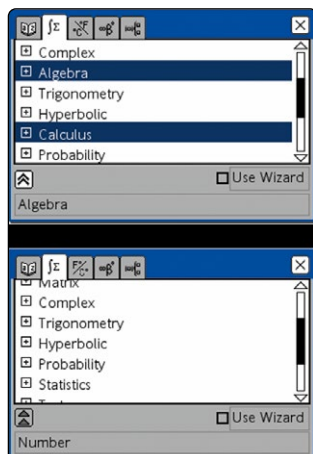 Complex
Algebra
Trigonometry
Hyperbolic
Calculus
Probability
Use Wizard
Algebra
Matrix
Complex
Trigonometry
Hyperbolic
Probability
Statistics
Use Wizard
Number